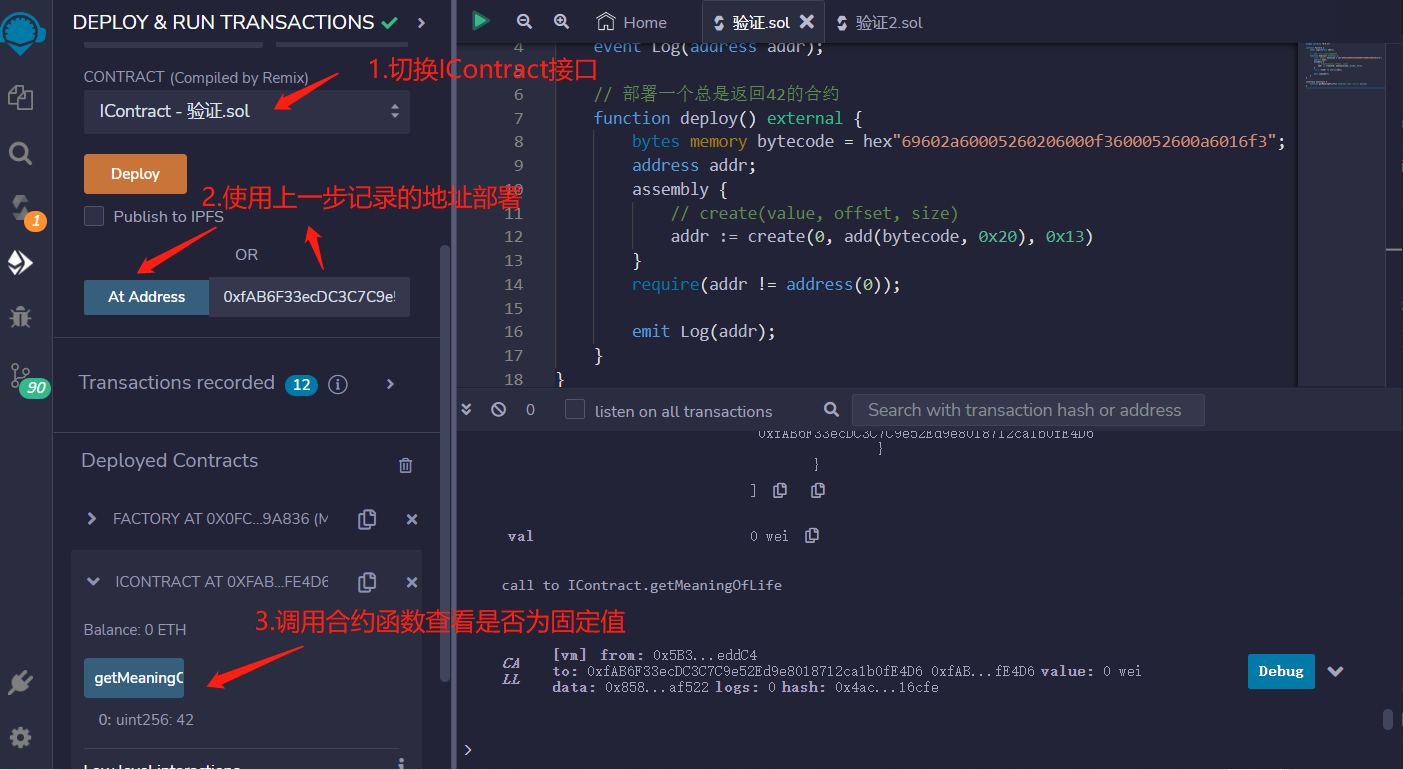 DEPLOY & RUN TRANSACTIONS
CONTRACT (Compiled by Remix)
1.切换IContract接口
IContract - 验证.sol
Deploy
2.使用上一步记录的地址部署
Publish to IPFS
OR
At Address
0xfAB6F33ecDC3C7C9e5
Transactions recorded 12
90
1
Deployed Contracts
FACTORY AT 0X0FC...9A836 (M
ICONTRACT AT 0XFAB...FE4D6
Balance: 0 ETH
3.调用合约函数查看是否为固定值
getMeaningO
0: uint256: 42
Low level interactions
Home
验证.sol
验证2.sol
4 event Log(address addr);
6 // 部署一个总是返回42的合约
7 function deploy() external {
8 bytes memory bytecode = hex"69602a60005260206000f3600052600a6016f3";
9 address addr;
10 assembly {
11 // create(value, offset, size)
12 addr := create(0, add(bytecode, 0x20), 0x13)
13 }
14 require(addr != address(0));
15
16 emit Log(addr);
17 }
18 }
0 listen on all transactions
Search with transaction hash or address
0xfAB6F33ecDC3C7C9e52Ed9e8018712ca1b0fE4D6
}
}
]
val 0 wei
call to IContract.getMeaningOfLife
CALL
[vm] from: 0x5B3...eddC4
to: 0xfAB6F33ecDC3C7C9e52Ed9e8018712ca1b0fE4D6 0xfAB...fE4D6 value: 0 wei
data: 0x858...af522 logs: 0 hash: 0x4ac...16cfe
Debug
>